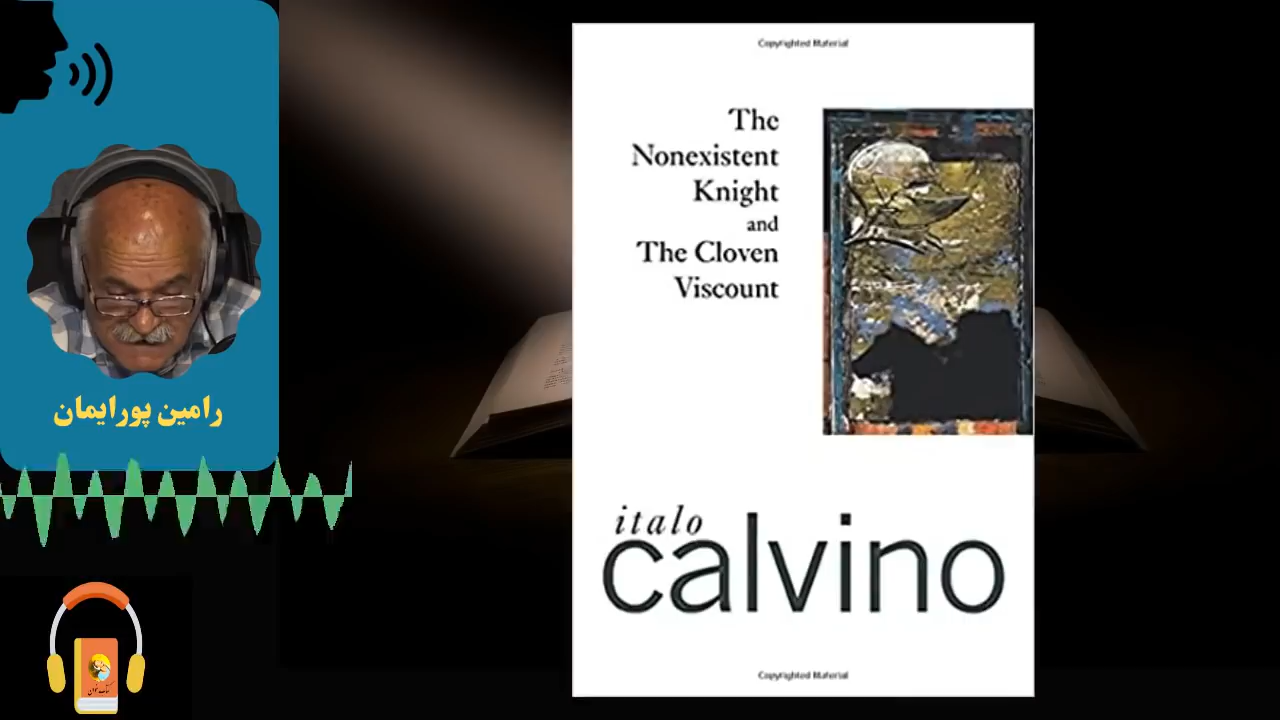 رامین پورایمان
Copyrighted Material
The
Nonexistent
Knight
and
The Cloven
Viscount
italo
calvino
Copyrighted Material